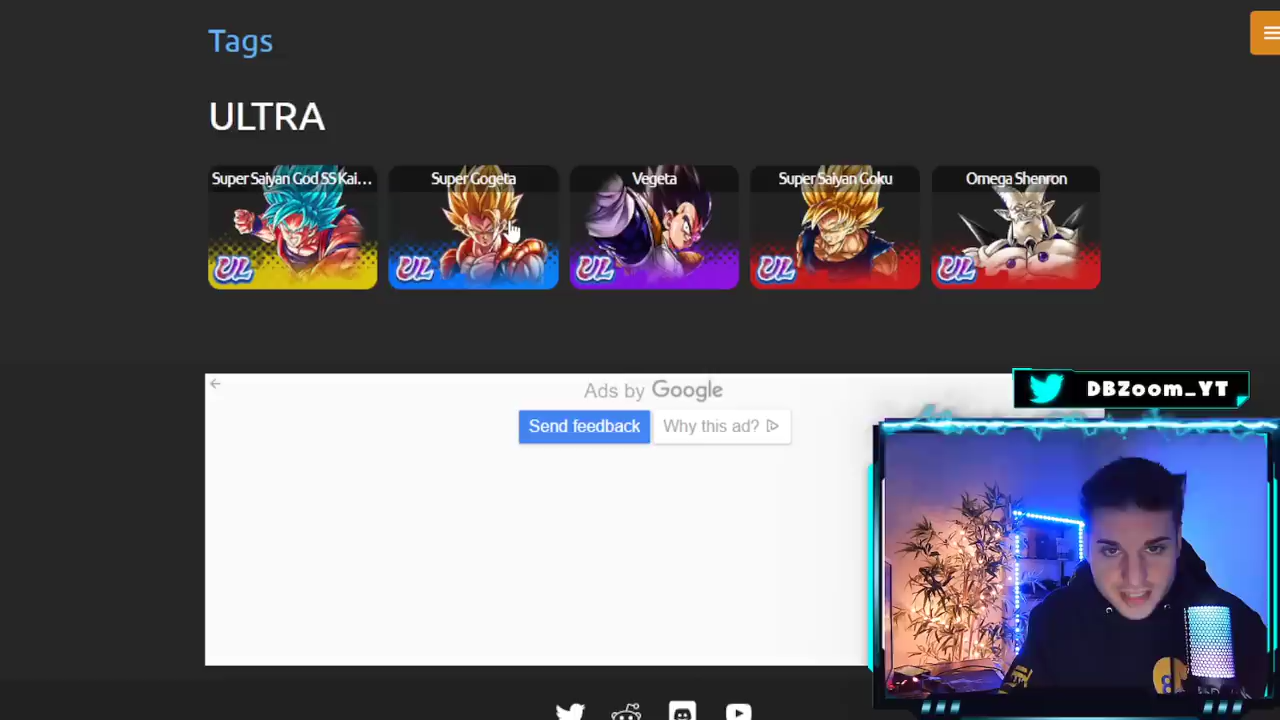 Tags
ULTRA
Super Saiyan God SS Kai...
Super Gogeta
Vegeta
Super Saiyan Goku
Omega Shenron
UL
UL
UL
UL
UL
Ads by Google
Send feedback
Why this ad?
DBZoom_YT